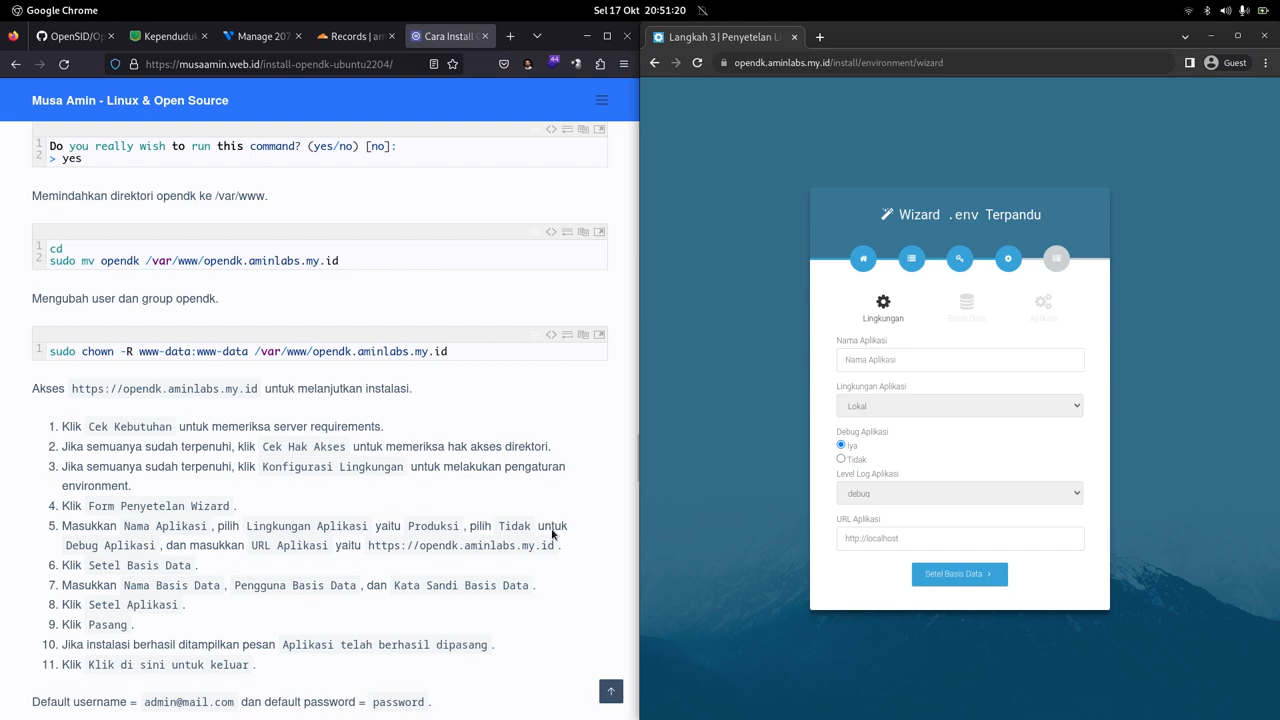 Google Chrome
Sel 17 Okt 20:51:20
OpenSID/Op
Kependuduk
Manage 207
Records | am
Cara Install O
https://musaamin.web.id/install-opendk-ubuntu2204/
44
Musa Amin - Linux & Open Source
1 Do you really wish to run this command? (yes/no) [no]:
2 > yes
Memindahkan direktori opendk ke /var/www.
1 cd
2 sudo mv opendk /var/www/opendk.aminlabs.my.id
Mengubah user dan group opendk.
1 sudo chown -R www-data:www-data /var/www/opendk.aminlabs.my.id
Akses https://opendk.aminlabs.my.id untuk melanjutkan instalasi.
1. Klik Cek Kebutuhan untuk memeriksa server requirements.
2. Jika semuanya sudah terpenuhi, klik Cek Hak Akses untuk memeriksa hak akses direktori.
3. Jika semuanya sudah terpenuhi, klik Konfigurasi Lingkungan untuk melakukan pengaturan
environment.
4. Klik Form Penyetelan Wizard.
5. Masukkan Nama Aplikasi, pilih Lingkungan Aplikasi yaitu Produksi, pilih Tidak untuk
Debug Aplikasi, dan masukkan URL Aplikasi yaitu https://opendk.aminlabs.my.id.
6. Klik Setel Basis Data.
7. Masukkan Nama Basis Data, Pengguna Basis Data, dan Kata Sandi Basis Data.
8. Klik Setel Aplikasi.
9. Klik Pasang.
10. Jika instalasi berhasil ditampilkan pesan Aplikasi telah berhasil dipasang.
11. Klik Klik di sini untuk keluar.
Default username = admin@mail.com dan default password = password.
Langkah 3 | Penyetelan Li
opendk.aminlabs.my.id/install/environment/wizard
Guest
Wizard .env Terpandu
Lingkungan
Basis Data
Aplikasi
Nama Aplikasi
Nama Aplikasi
Lingkungan Aplikasi
Lokal
Debug Aplikasi
Iya
Tidak
Level Log Aplikasi
debug
URL Aplikasi
http://localhost
Setel Basis Data